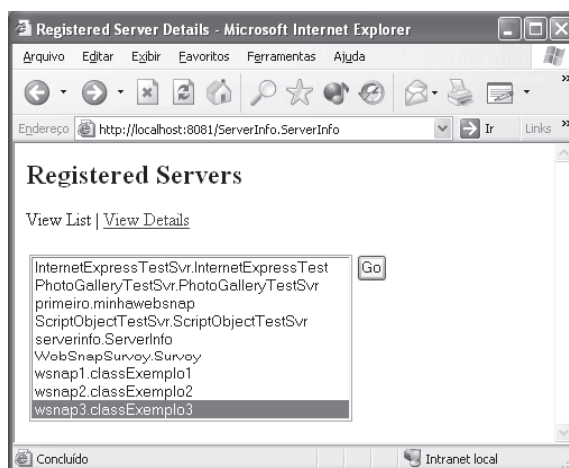 Registered Server Details - Microsoft Internet Explorer
Arquivo Editar Exibir Favoritos Ferramentas Ajuda
Endereço http://localhost:8081/ServerInfo.ServerInfo Ir Links »
Registered Servers
View List | View Details
InternetExpressTestSvr.InternetExpressTest Go
PhotoGalleryTestSvr.PhotoGalleryTestSvr
primeiro.minhawebsnap
ScriptObjectTestSvr.ScriptObjectTestSvr
serverinfo.ServerInfo
WebSnapSurvey.Survey
wsnap1.classExemplo1
wsnap2.classExemplo2
wsnap3.classExemplo3
Concluído Intranet local